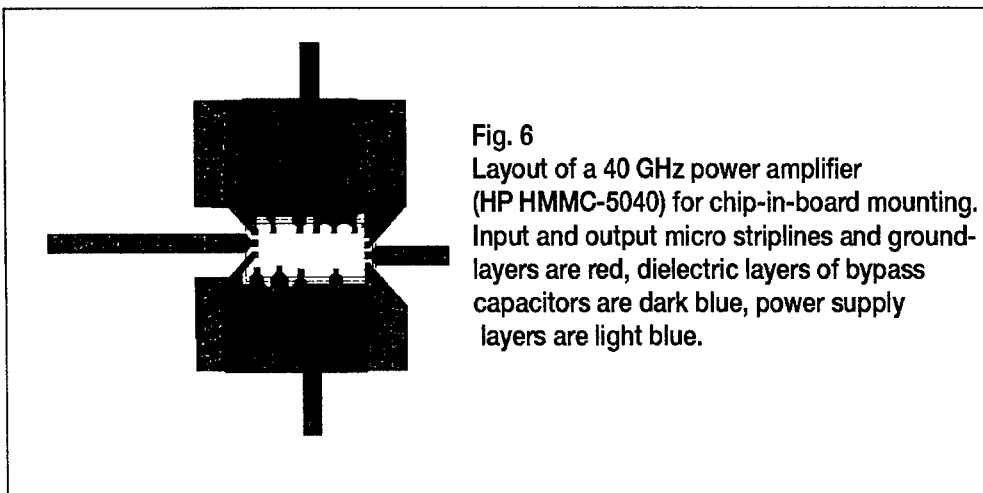 Fig. 6
Layout of a 40 GHz power amplifier
(HP HMMC-5040) for chip-in-board mounting.
Input and output micro striplines and ground-
layers are red, dielectric layers of bypass
capacitors are dark blue, power supply
layers are light blue.